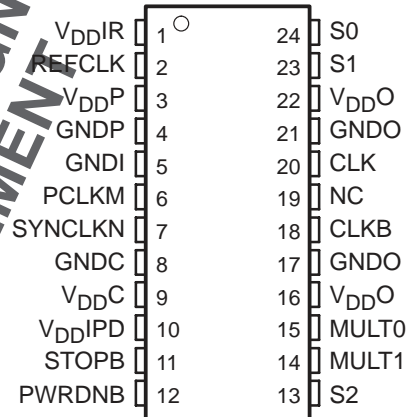 VDDIR 1 24 S0
REFCLK 2 23 S1
VDDP 3 22 VDDO
GNDP 4 21 GNDO
GNDI 5 20 CLK
PCLKM 6 19 NC
SYNCLKN 7 18 CLKB
GNDC 8 17 GNDO
VDDC 9 16 VDDO
VDDIPD 10 15 MULT0
STOPB 11 14 MULT1
PWRDNB 12 13 S2